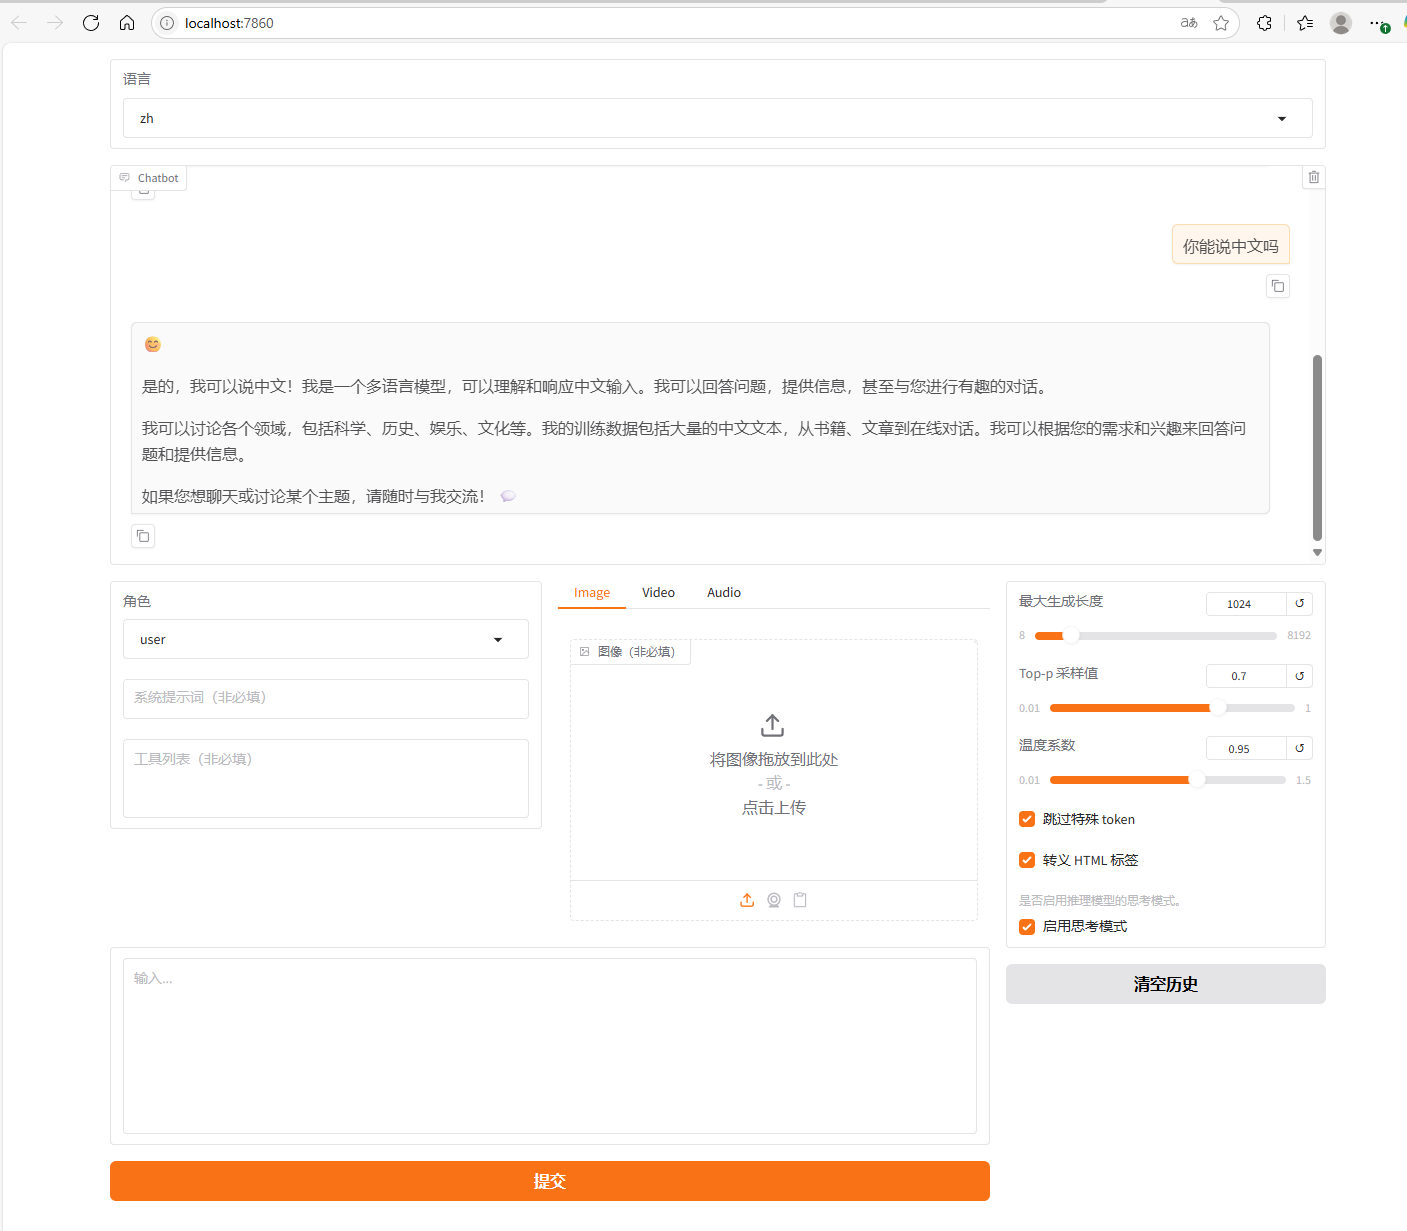 localhost:7860
语言
zh
Chatbot
你能说中文吗
😊
是的，我可以说中文！我是一个多语言模型，可以理解和响应中文输入。我可以回答问题，提供信息，甚至与您进行有趣的对话。
我可以讨论各个领域，包括科学、历史、娱乐、文化等。我的训练数据包括大量的中文文本，从书籍、文章到在线对话。我可以根据您的需求和兴趣来回答问
题和提供信息。
如果您想聊天或讨论某个主题，请随时与我交流！ 💬
角色
user
系统提示词（非必填）
工具列表（非必填）
Image Video Audio
图像（非必填）
将图像拖放到此处
- 或 -
点击上传
最大生成长度 1024
8 8192
Top-p 采样值 0.7
0.01 1
温度系数 0.95
0.01 1.5
跳过特殊 token
转义 HTML 标签
是否启用推理模型的思考模式。
启用思考模式
输入...
清空历史
提交